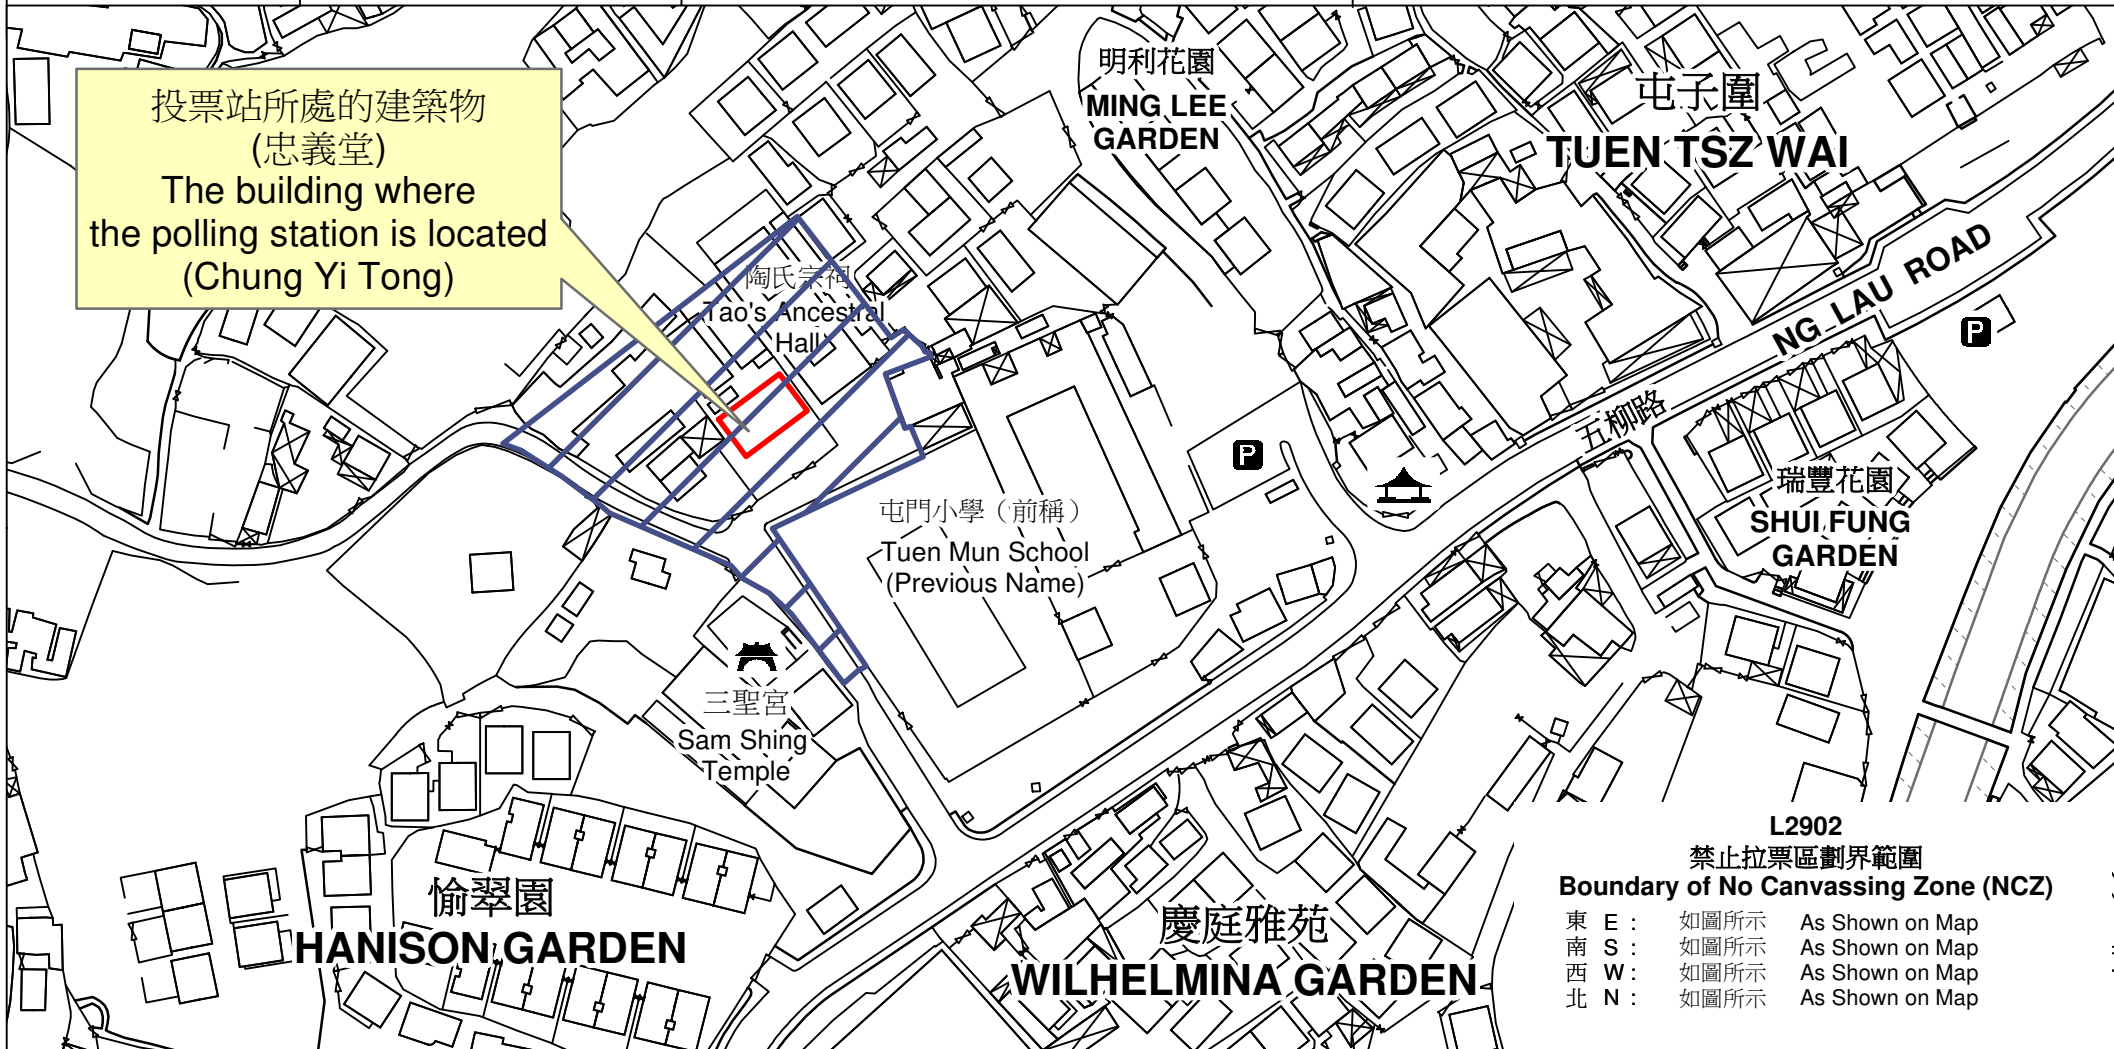 投票站所處的建築物
(忠義堂)
The building where
the polling station is located
(Chung Yi Tong)
明利花園
MING LEE
GARDEN
屯子圍
TUEN TSZ WAI
陶氏宗祠
Tao's Ancestral
Hall
NG LAU ROAD
五柳路
P
P
瑞豐花園
SHUI FUNG
GARDEN
屯門小學（前稱）
Tuen Mun School
(Previous Name)
三聖宮
Sam Shing
Temple
愉翠園
HANISON GARDEN
慶庭雅苑
WILHELMINA GARDEN
L2902
禁止拉票區劃界範圍
Boundary of No Canvassing Zone (NCZ)
東 E : 如圖所示 As Shown on Map
南 S : 如圖所示 As Shown on Map
西 W : 如圖所示 As Shown on Map
北 N : 如圖所示 As Shown on Map